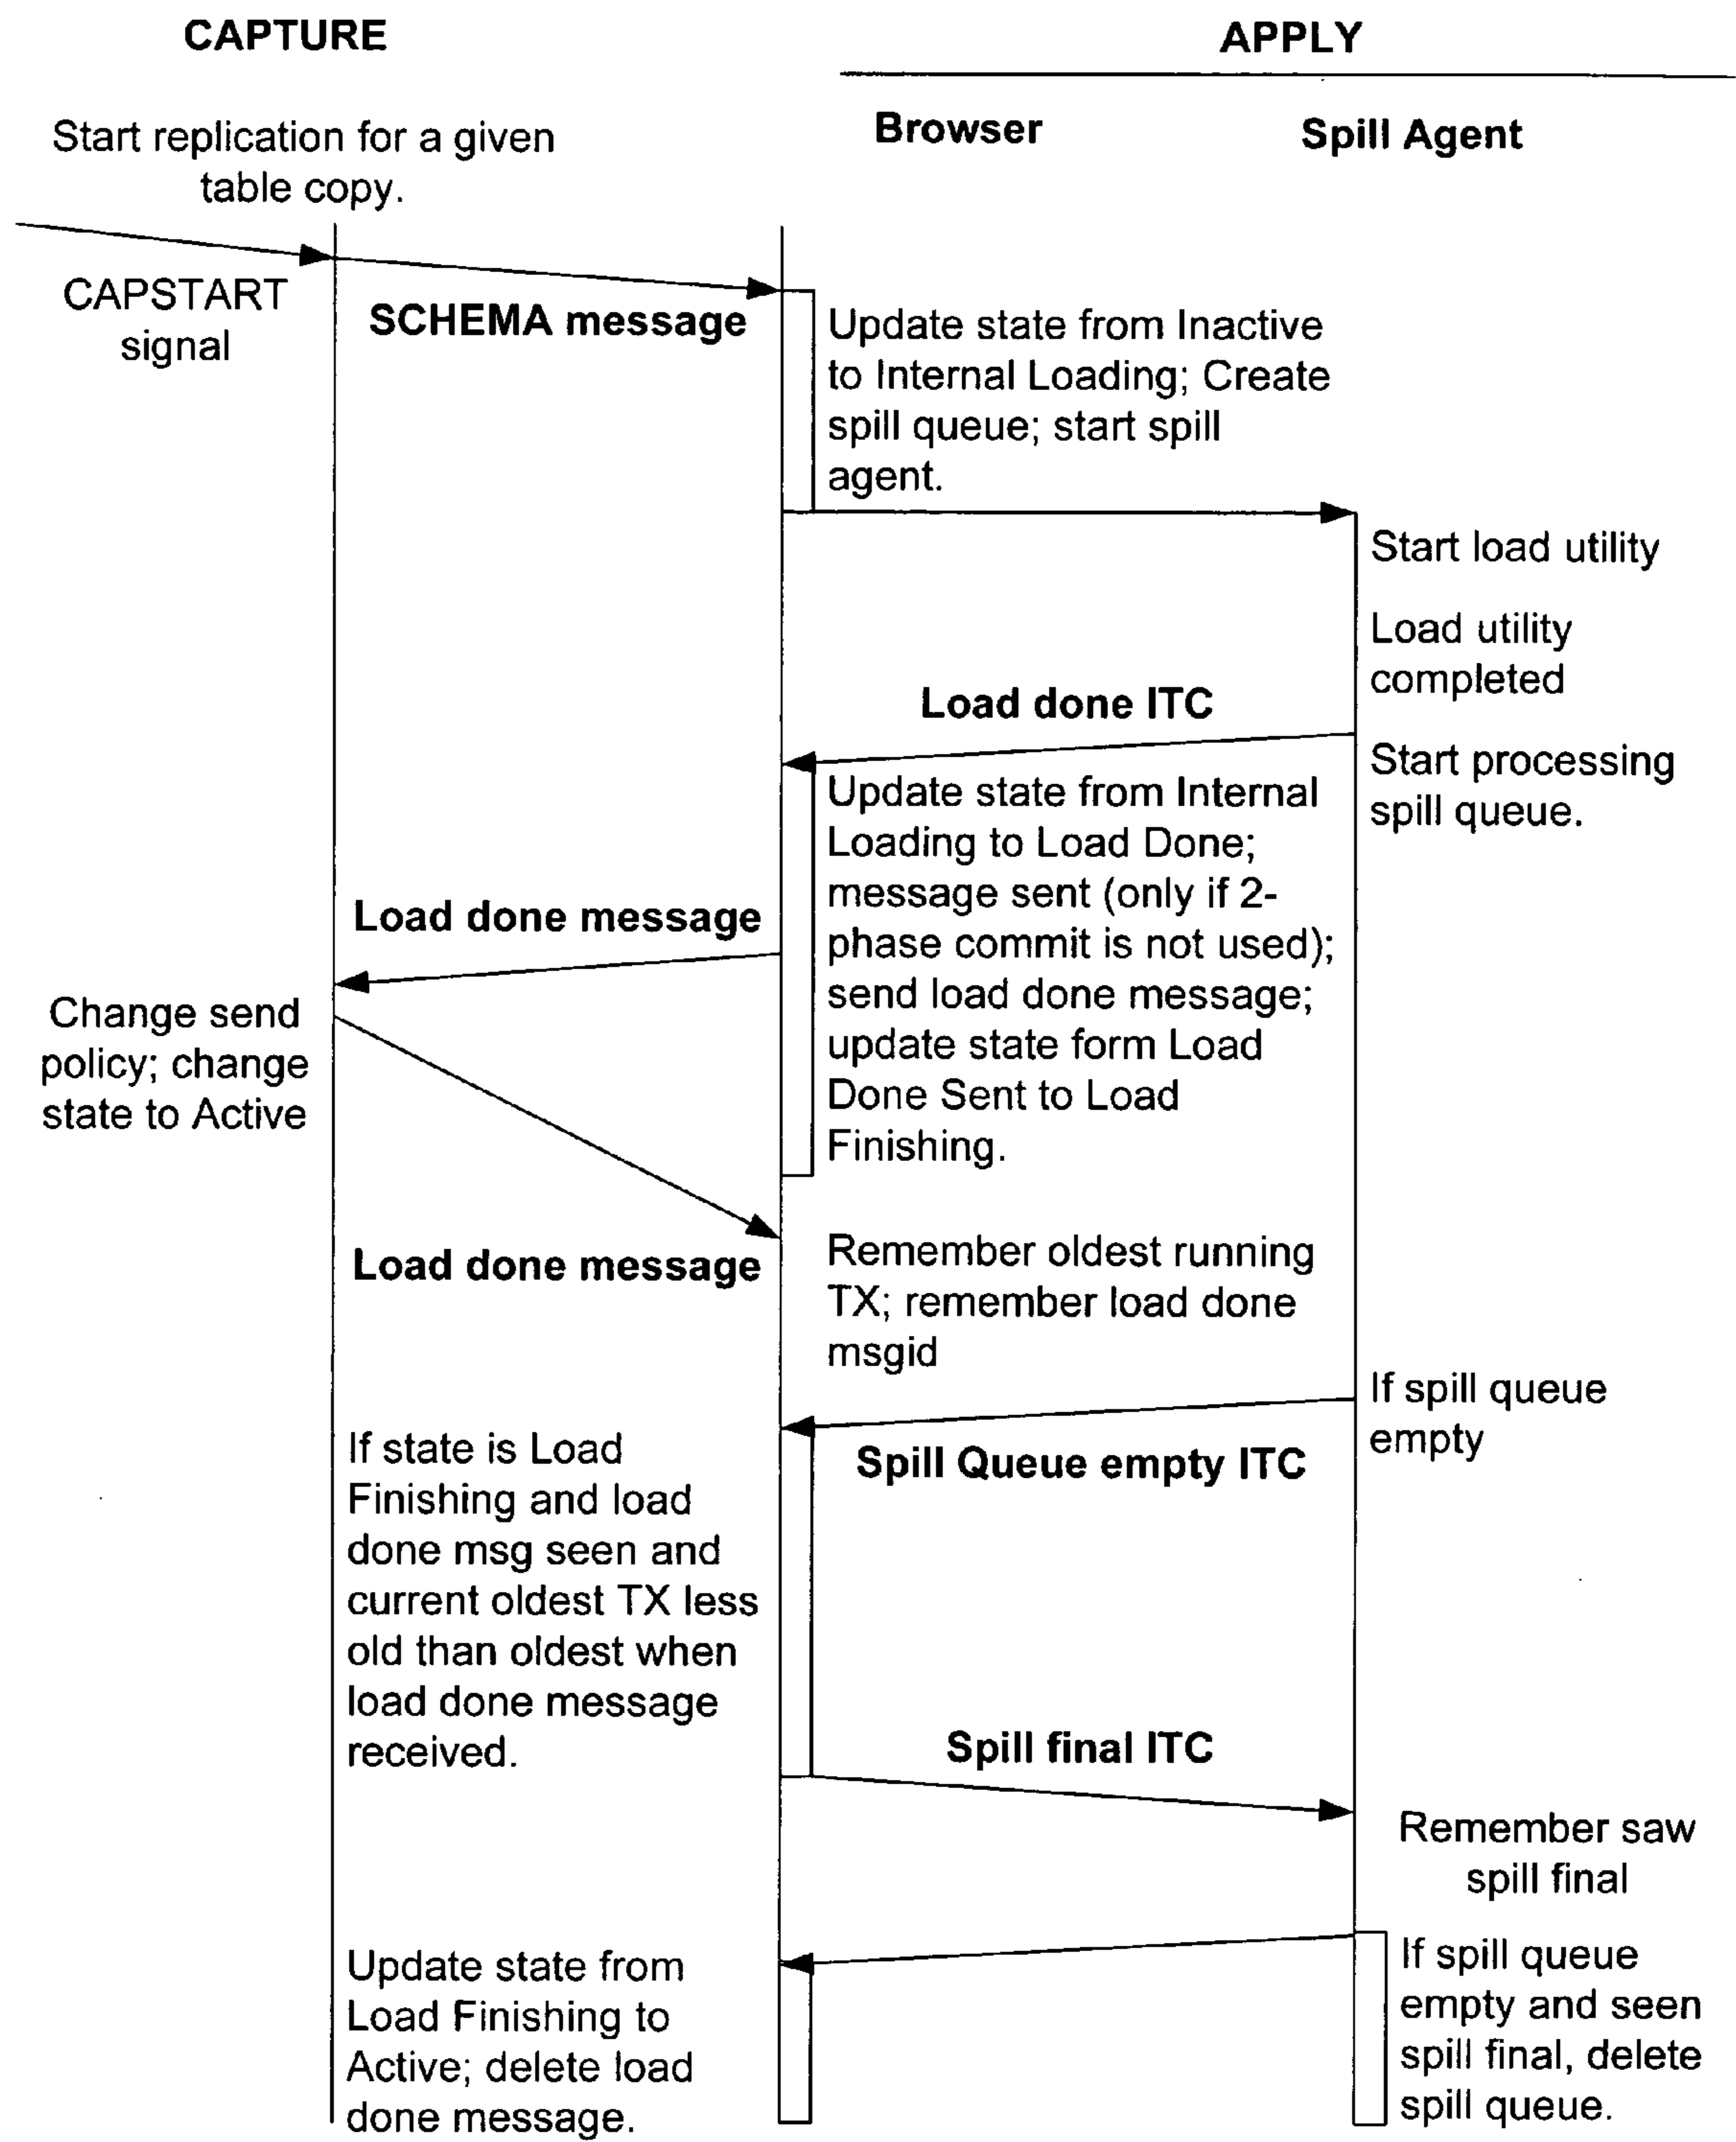 CAPTURE
APPLY
Browser
Spill Agent
Start replication for a given
table copy.
CAPSTART
signal
SCHEMA message
Update state from Inactive
to Internal Loading; Create
spill queue; start spill
agent.
Start load utility
Load utility
completed
Load done ITC
Start processing
spill queue.
Update state from Internal
Loading to Load Done;
message sent (only if 2-
phase commit is not used);
send load done message;
update state form Load
Done Sent to Load
Finishing.
Load done message
Change send
policy; change
state to Active
Load done message
Remember oldest running
TX; remember load done
msgid
If spill queue
empty
Spill Queue empty ITC
If state is Load
Finishing and load
done msg seen and
current oldest TX less
old than oldest when
load done message
received.
Spill final ITC
Remember saw
spill final
If spill queue
empty and seen
spill final, delete
spill queue.
Update state from
Load Finishing to
Active; delete load
done message.